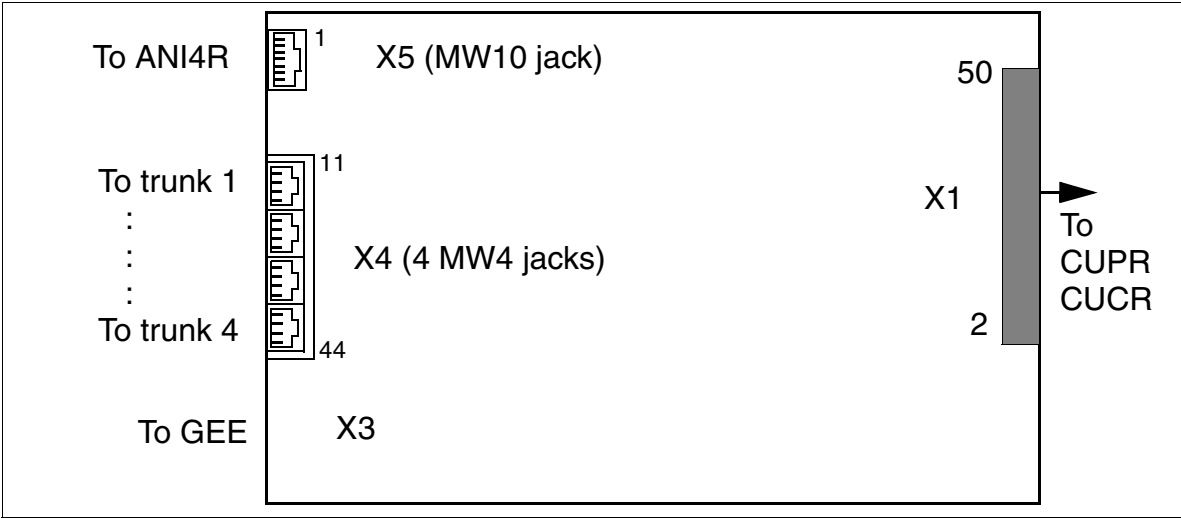 To ANI4R
1
X5 (MW10 jack)
50
To trunk 1
11
:
:
:
X4 (4 MW4 jacks)
X1
To
CUPR
CUCR
To trunk 4
44
2
To GEE
X3